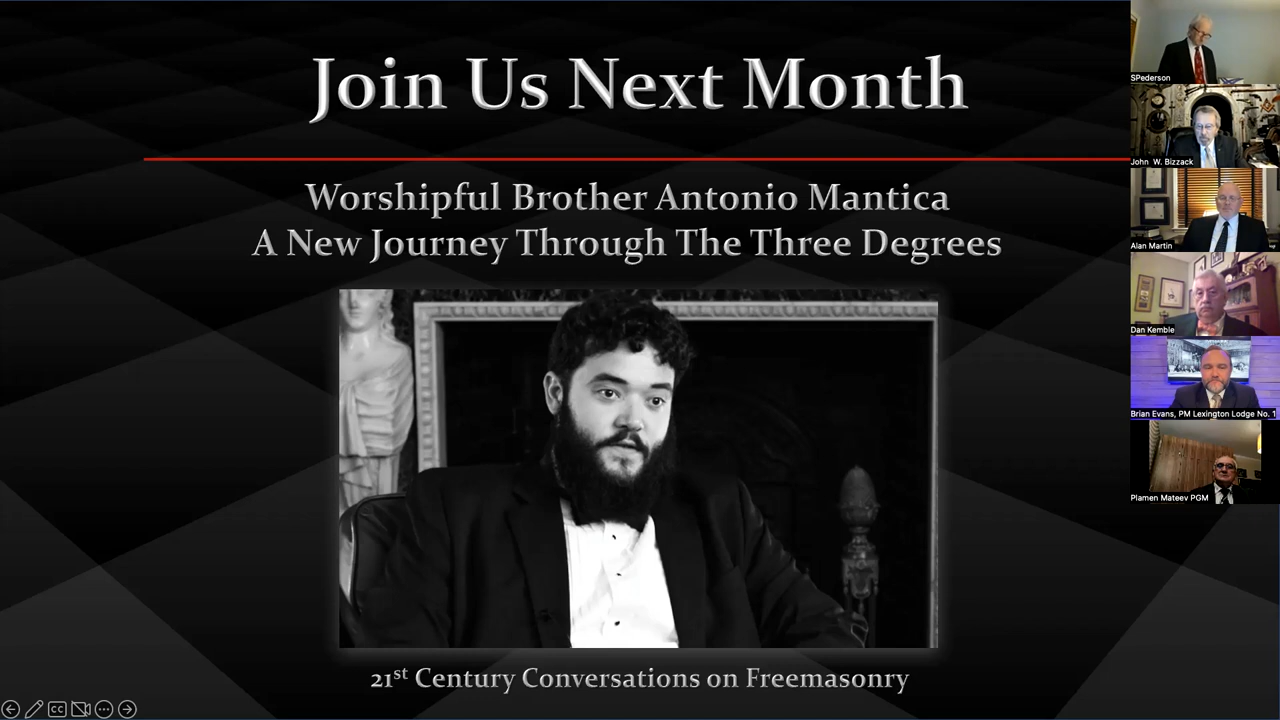 Join Us Next Month
Worshipful Brother Antonio Mantica
A New Journey Through The Three Degrees
21st Century Conversations on Freemasonry
SPederson
John W. Bizzack
Alan Martin
Dan Kemble
Brian Evans, PM Lexington Lodge No. 1
Plamen Mateev PGM
CC